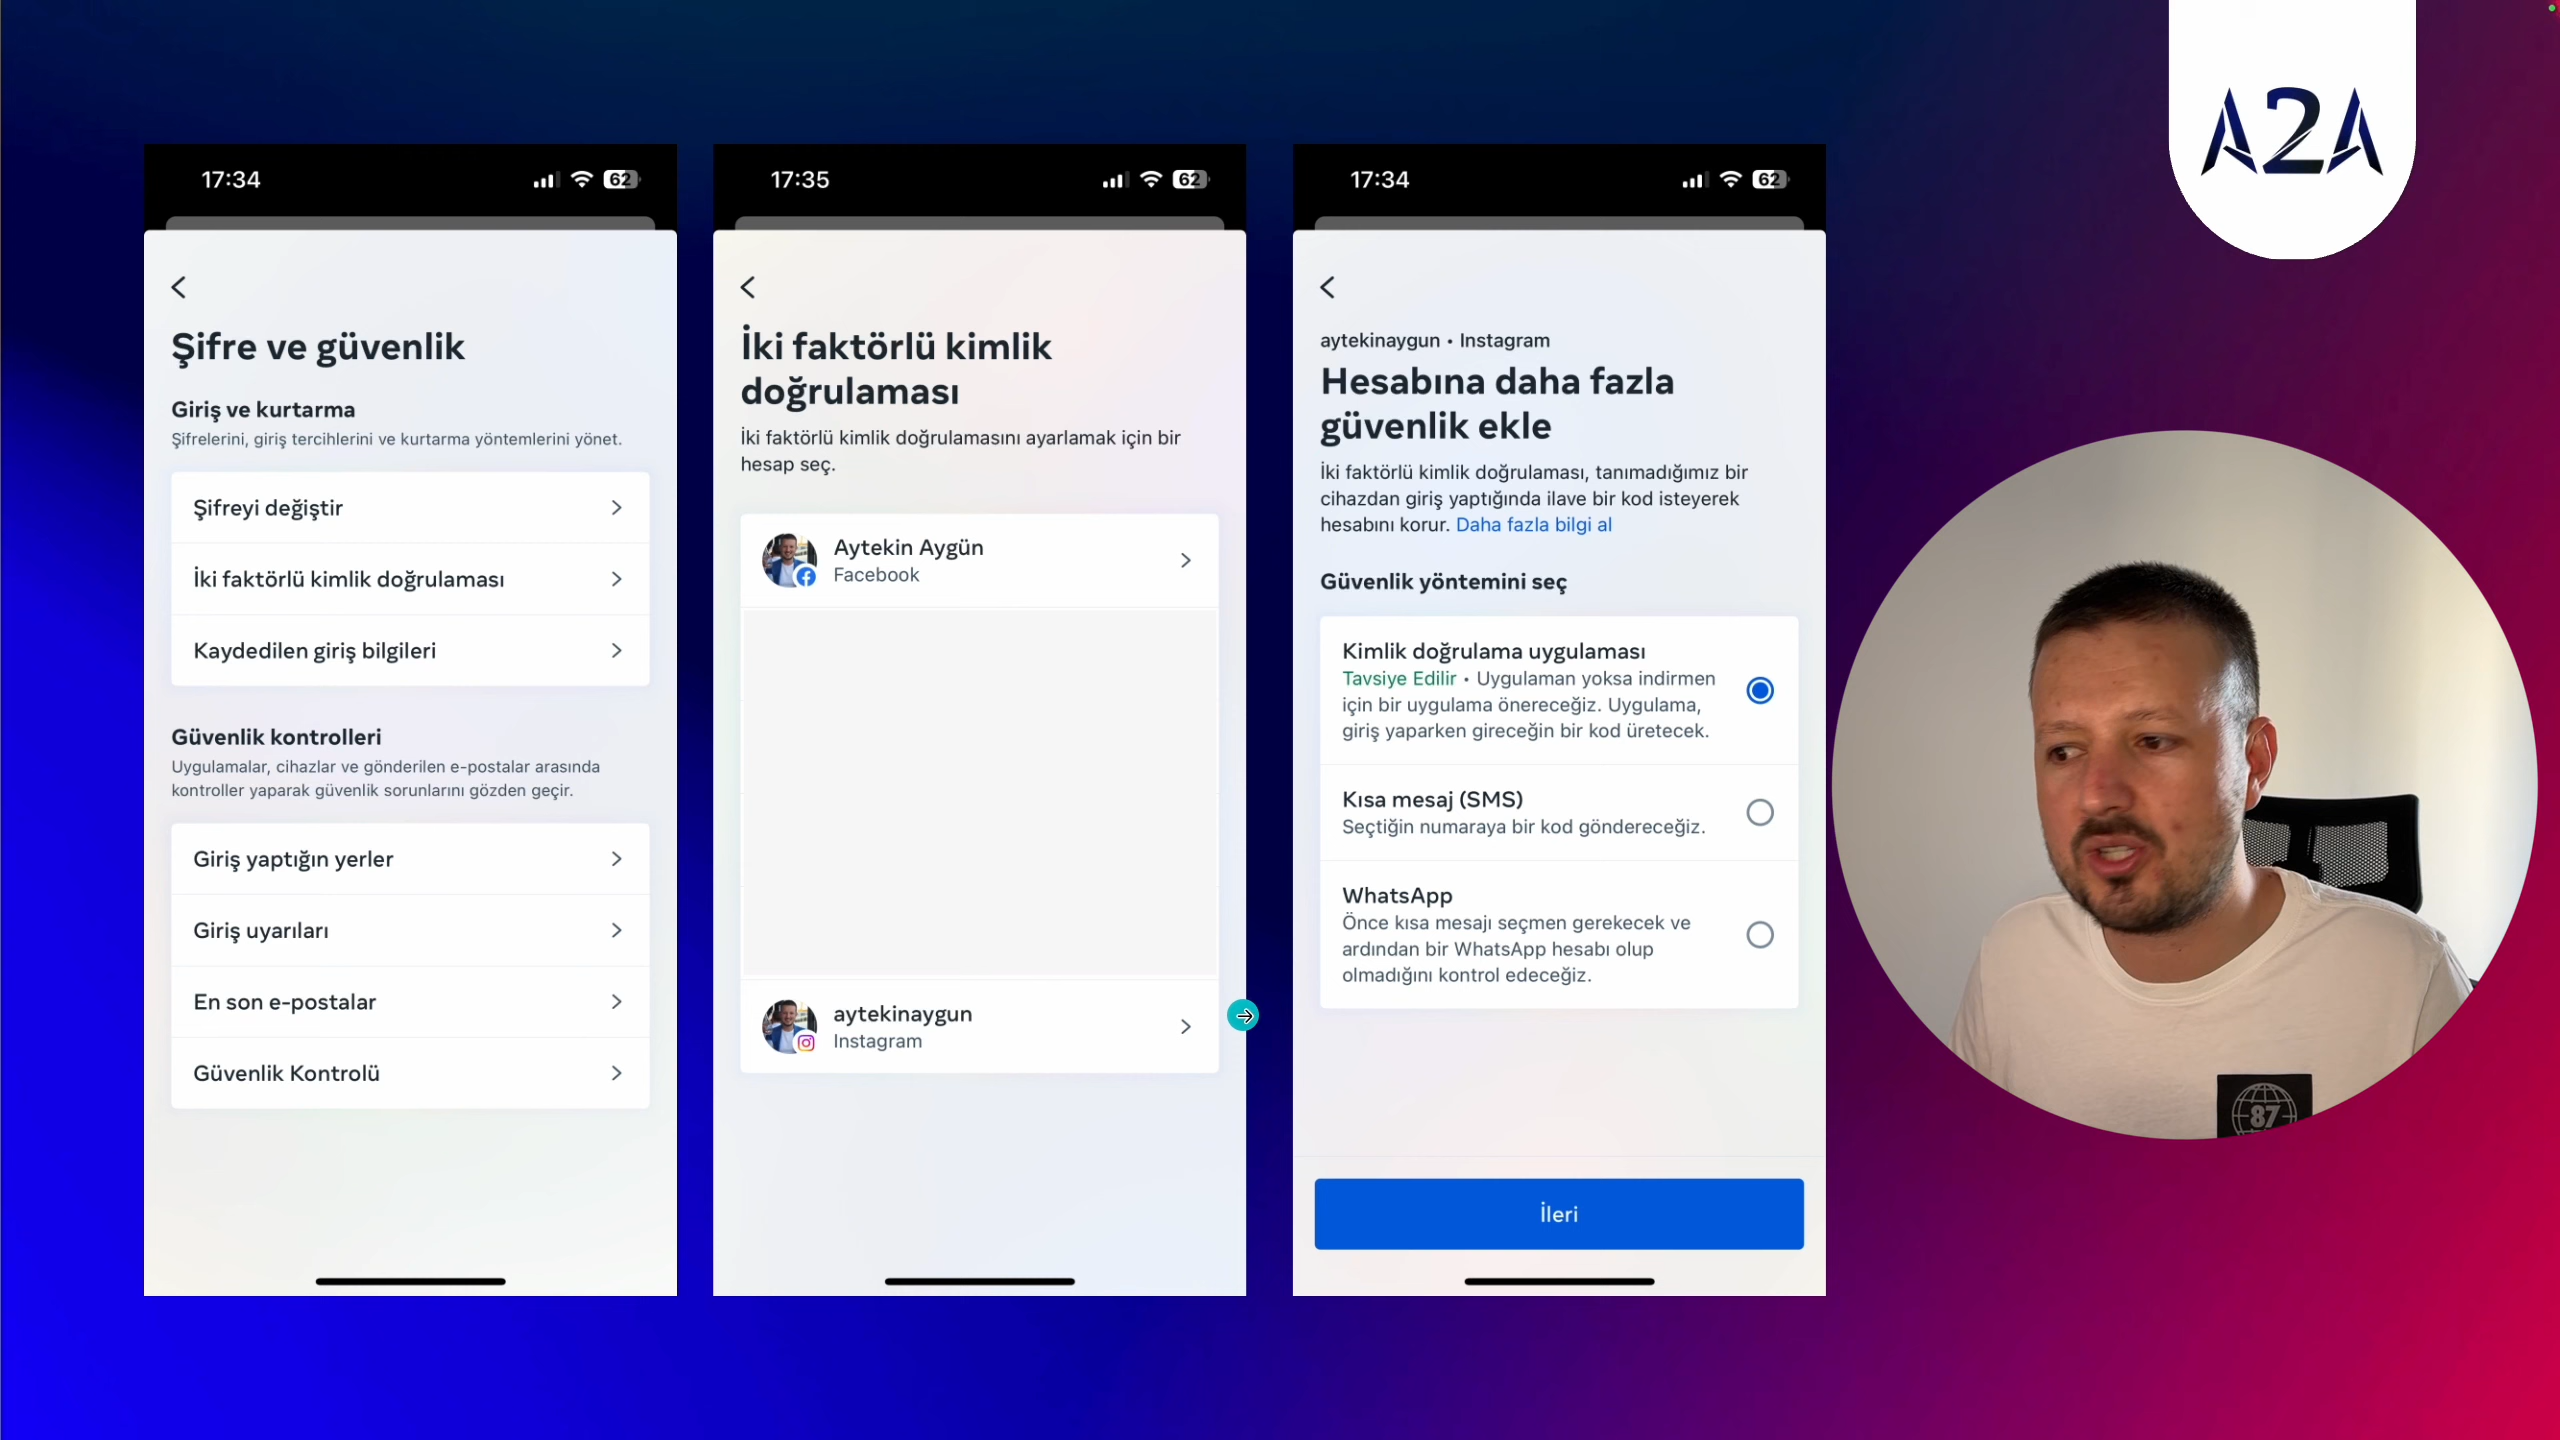 17:34
62
Şifre ve güvenlik
Giriş ve kurtarma
Şifrelerini, giriş tercihlerini ve kurtarma yöntemlerini yönet.
Şifreyi değiştir
İki faktörlü kimlik doğrulaması
Kaydedilen giriş bilgileri
Güvenlik kontrolleri
Uygulamalar, cihazlar ve gönderilen e-postalar arasında
kontroller yaparak güvenlik sorunlarını gözden geçir.
Giriş yaptığın yerler
Giriş uyarıları
En son e-postalar
Güvenlik Kontrolü
17:35
62
İki faktörlü kimlik
doğrulaması
İki faktörlü kimlik doğrulamasını ayarlamak için bir
hesap seç.
Aytekin Aygün
Facebook
aytekinaygun
Instagram
17:34
62
aytekinaygun • Instagram
Hesabına daha fazla
güvenlik ekle
İki faktörlü kimlik doğrulaması, tanımadığımız bir
cihazdan giriş yaptığında ilave bir kod isteyerek
hesabını korur. Daha fazla bilgi al
Güvenlik yöntemini seç
Kimlik doğrulama uygulaması
Tavsiye Edilir • Uygulaman yoksa indirmen
için bir uygulama önereceğiz. Uygulama,
giriş yaparken gireceğin bir kod üretecek.
Kısa mesaj (SMS)
Seçtiğin numaraya bir kod göndereceğiz.
WhatsApp
Önce kısa mesajı seçmen gerekecek ve
ardından bir WhatsApp hesabı olup
olmadığını kontrol edeceğiz.
İleri
A2A
87